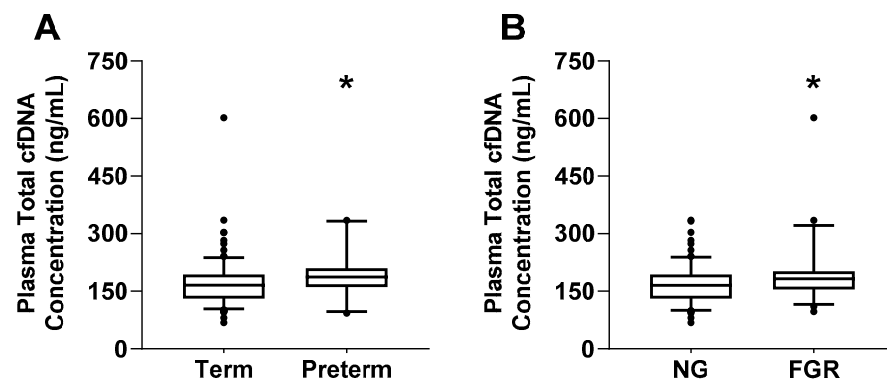 A
Plasma Total cfDNA
Concentration (ng/mL)
750
600
450
300
150
0
*
Term
Preterm
B
Plasma Total cfDNA
Concentration (ng/mL)
750
600
450
300
150
0
*
NG
FGR